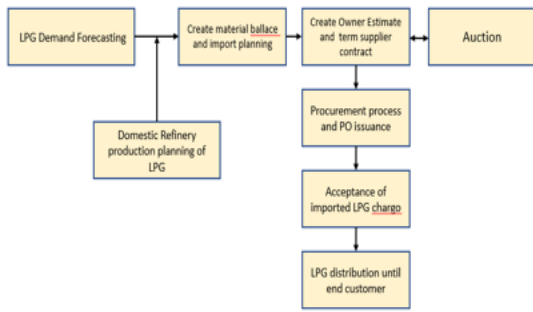 LPG Demand Forecasting
Create material ballace
and import planning
Create Owner Estimate
and term supplier
contract
Auction
Domestic Refinery
production planning of
LPG
Procurement process
and PO issuance
Acceptance of
imported LPG chargo
LPG distribution until
end customer